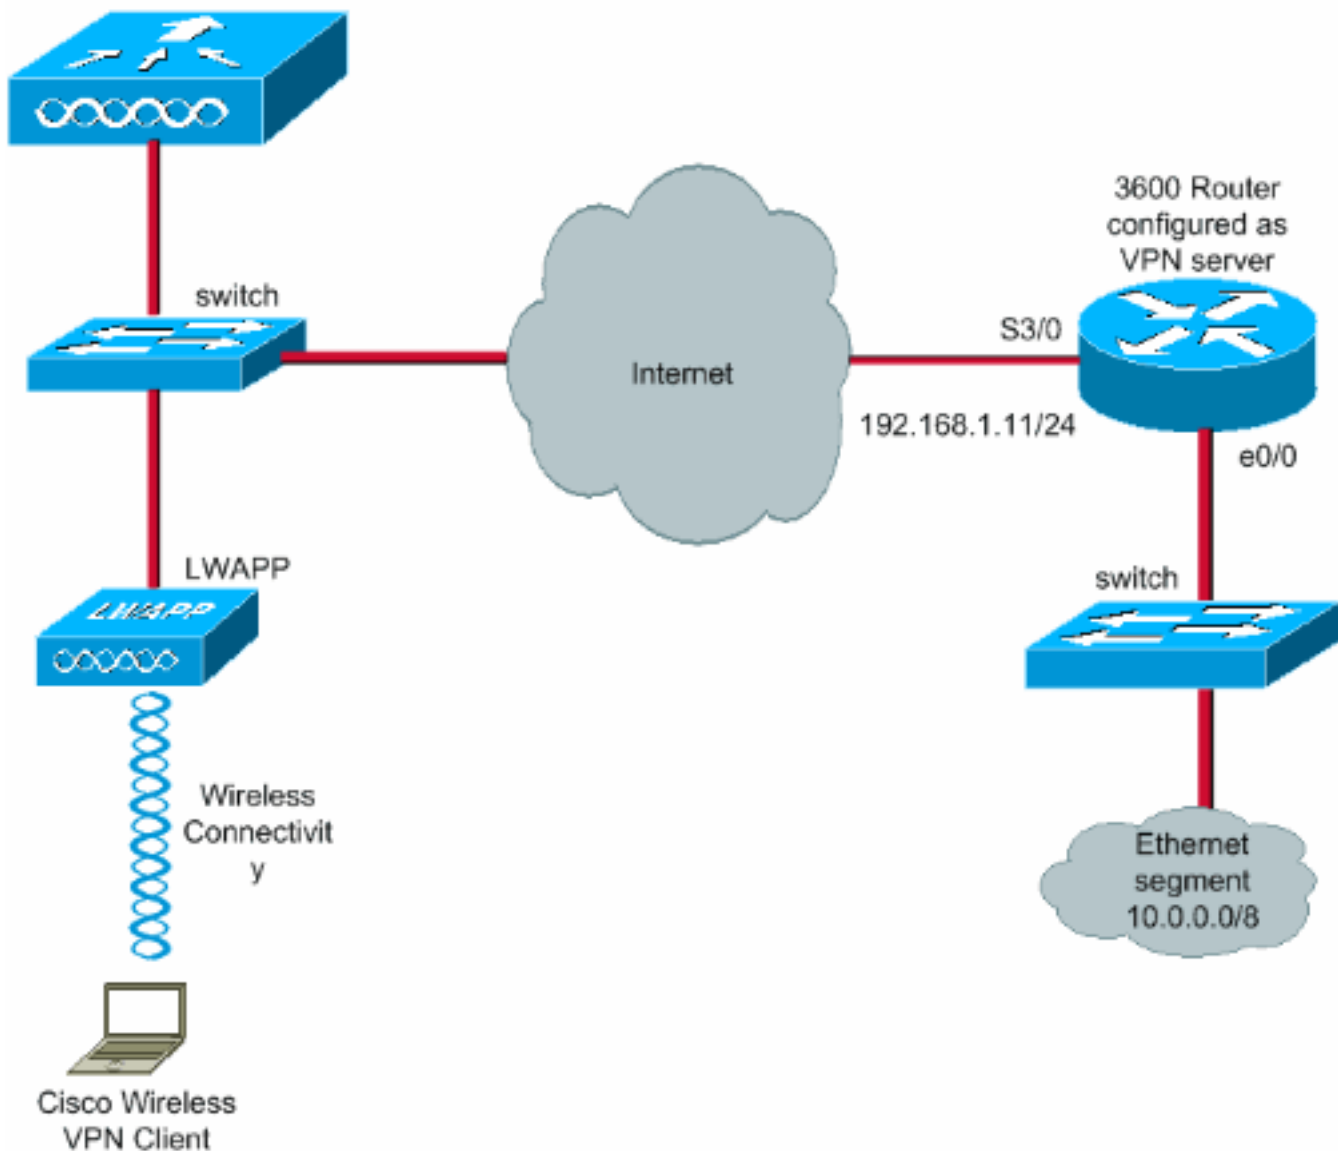 3600 Router
configured as
VPN server
switch
S3/0
Internet
192.168.1.11/24
e0/0
LWAPP
LWAPP
switch
Wireless
Connectivit
y
Ethernet
segment
10.0.0.0/8
Cisco Wireless
VPN Client